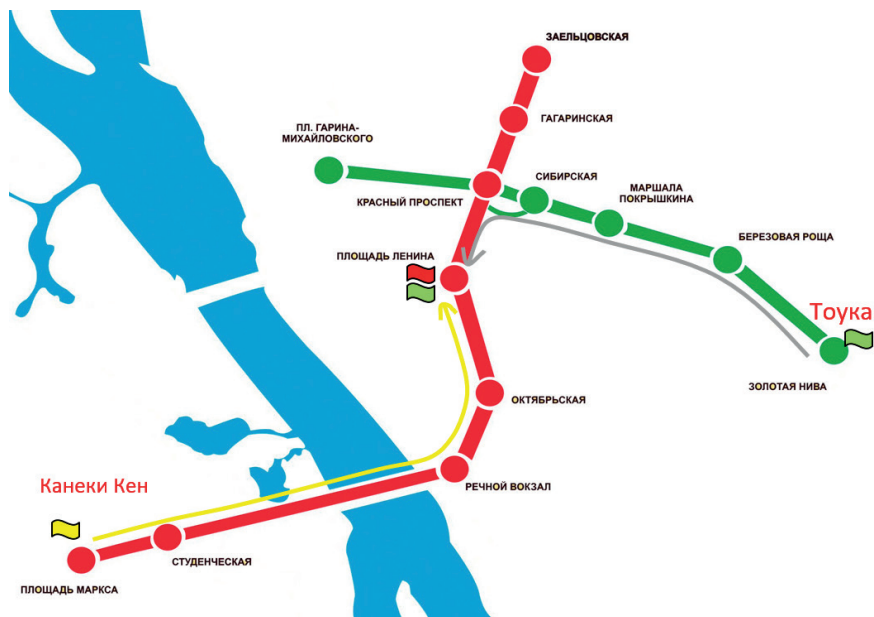 ЗАЕЛЬЦОВСКАЯ
ГАГАРИНСКАЯ
ПЛ. ГАРИНА-
МИХАЙЛОВСКОГО
СИБИРСКАЯ
КРАСНЫЙ ПРОСПЕКТ
МАРШАЛА
ПОКРЫШКИНА
БЕРЕЗОВАЯ РОЩА
ПЛОЩАДЬ ЛЕНИНА
Тоука
ЗОЛОТАЯ НИВА
ОКТЯБРЬСКАЯ
Канеки Кен
РЕЧНОЙ ВОКЗАЛ
СТУДЕНЧЕСКАЯ
ПЛОЩАДЬ МАРКСА